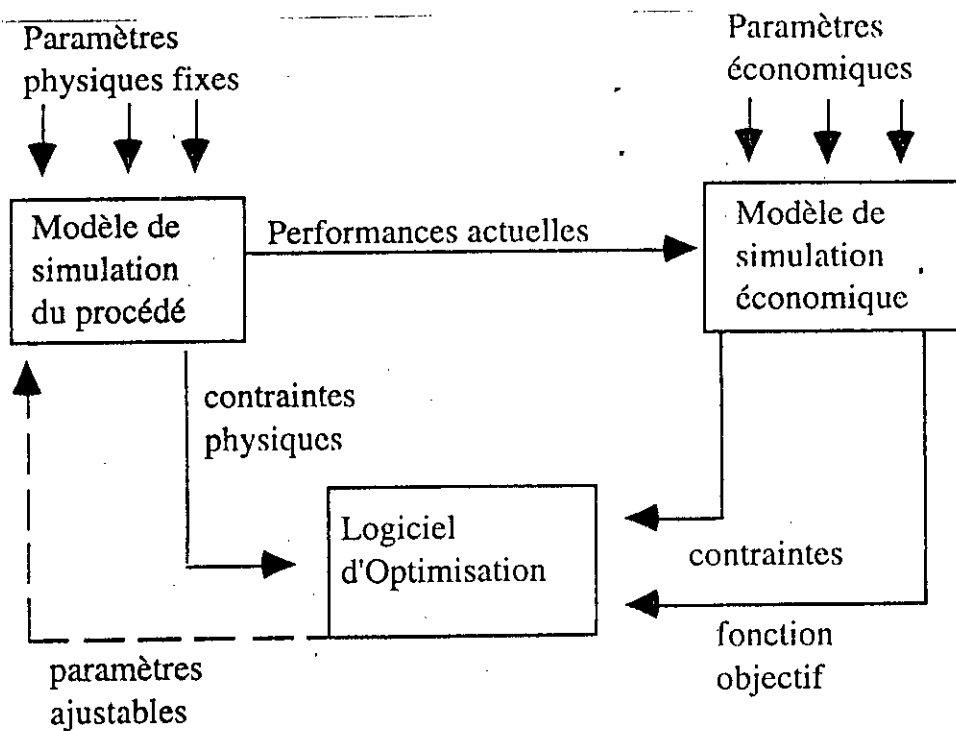 Paramètres
physiques fixes
Paramètres
économiques
Modèle de
simulation
du procédé
Performances actuelles
Modèle de
simulation
économique
contraintes
physiques
Logiciel
d'Optimisation
contraintes
fonction
objectif
paramètres
ajustables